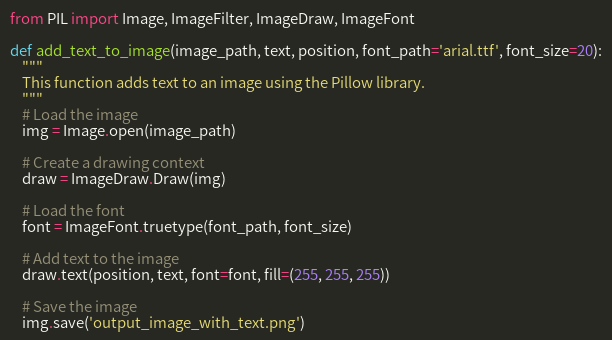 from PIL import Image, ImageFilter, ImageDraw, ImageFont
def add_text_to_image(image_path, text, position, font_path='arial.ttf', font_size=20):
"""
This function adds text to an image using the Pillow library.
"""
# Load the image
img = Image.open(image_path)
# Create a drawing context
draw = ImageDraw.Draw(img)
# Load the font
font = ImageFont.truetype(font_path, font_size)
# Add text to the image
draw.text(position, text, font=font, fill=(255, 255, 255))
# Save the image
img.save('output_image_with_text.png')